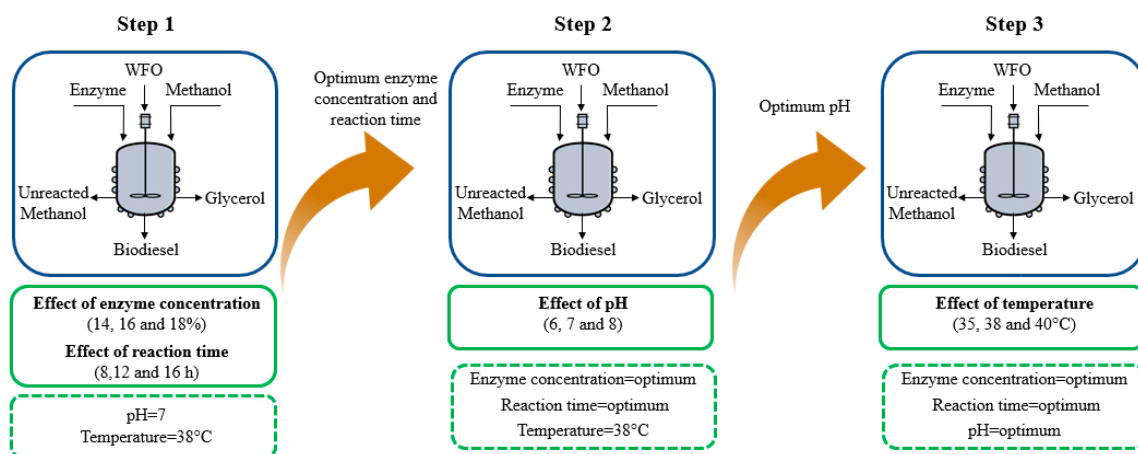 Step 1
WFO
Enzyme
Methanol
Unreacted
Methanol
Glycerol
Biodiesel
Effect of enzyme concentration
(14, 16 and 18%)
Effect of reaction time
(8,12 and 16 h)
pH=7
Temperature=38°C
Optimum enzyme
concentration and
reaction time
Step 2
WFO
Enzyme
Methanol
Unreacted
Methanol
Glycerol
Biodiesel
Effect of pH
(6, 7 and 8)
Enzyme concentration=optimum
Reaction time=optimum
Temperature=38°C
Optimum pH
Step 3
WFO
Enzyme
Methanol
Unreacted
Methanol
Glycerol
Biodiesel
Effect of temperature
(35, 38 and 40°C)
Enzyme concentration=optimum
Reaction time=optimum
pH=optimum